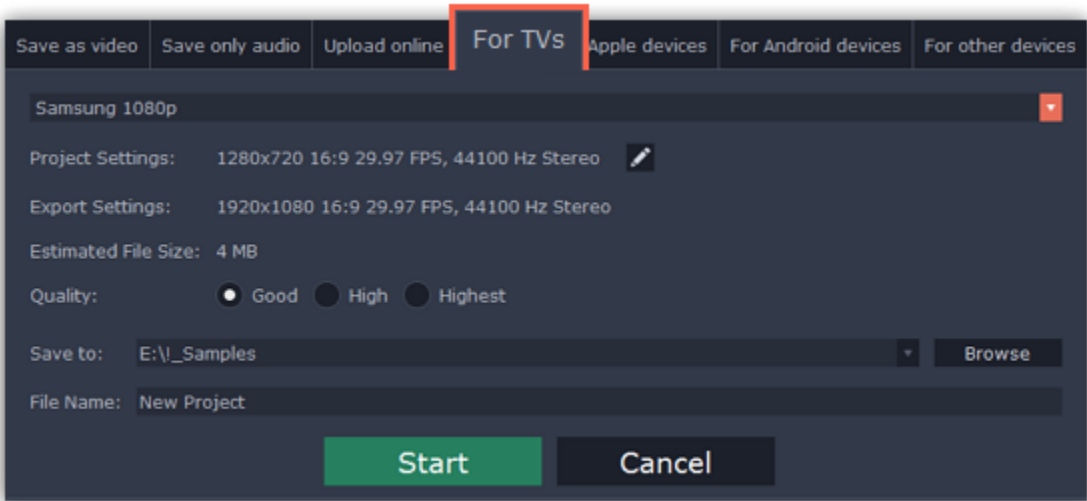 Save as video Save only audio Upload online For TVs Apple devices For Android devices For other devices
Samsung 1080p
Project Settings: 1280x720 16:9 29.97 FPS, 44100 Hz Stereo
Export Settings: 1920x1080 16:9 29.97 FPS, 44100 Hz Stereo
Estimated File Size: 4 MB
Quality: Good High Highest
Save to: E:\!_Samples Browse
File Name: New Project
Start Cancel